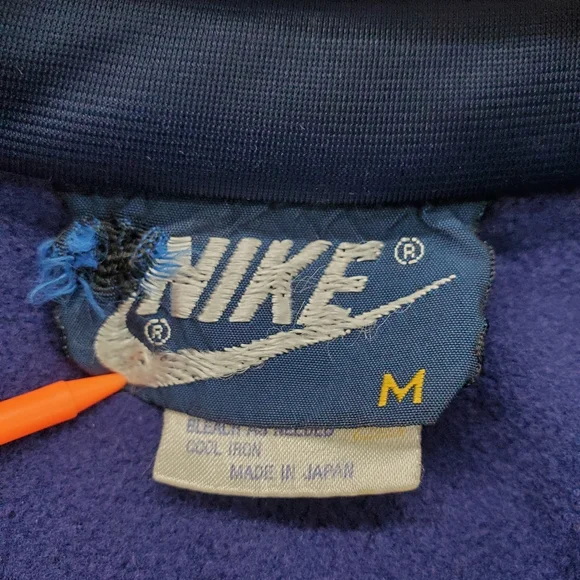 NIKE®
®
M
BLEACH AS NEEDED
COOL IRON
MADE IN JAPAN